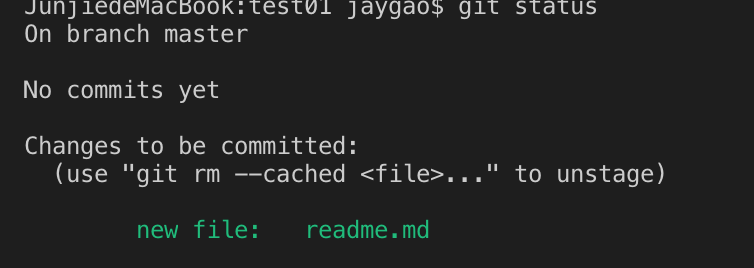 JunjiedeMacBook:test01 jaygao$ git status
On branch master
No commits yet
Changes to be committed:
(use "git rm --cached <file>..." to unstage)
new file: readme.md